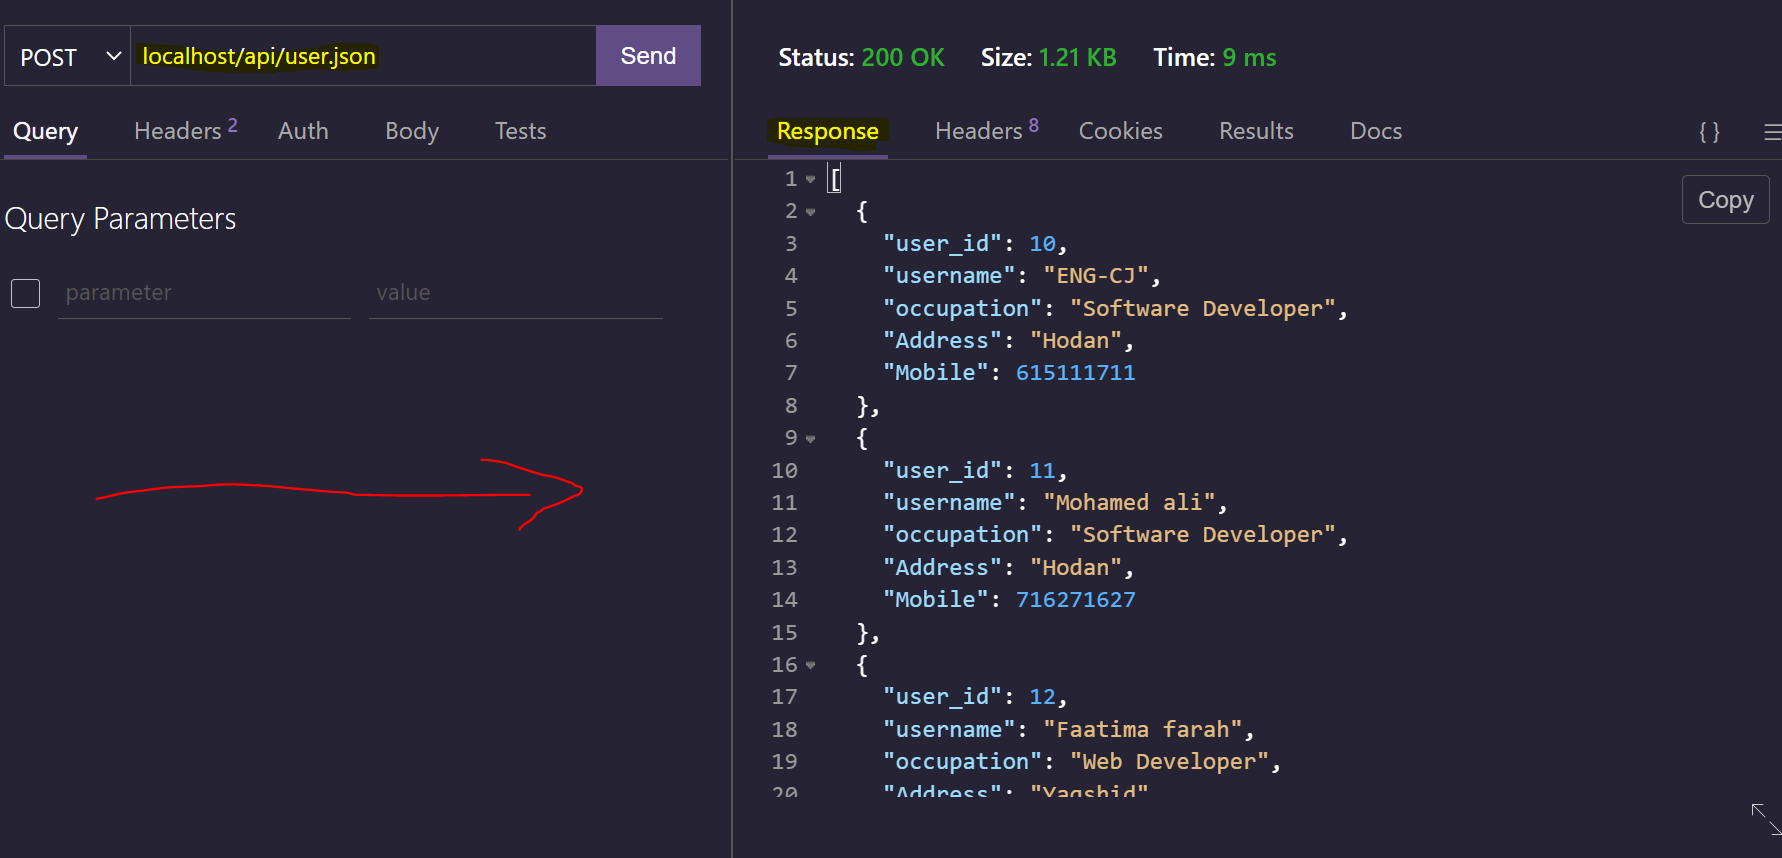 POST localhost/api/user.json Send
Query Headers 2 Auth Body Tests
Query Parameters
parameter value
Status: 200 OK Size: 1.21 KB Time: 9 ms
Response Headers 8 Cookies Results Docs { }
Copy
1 [
2 {
3 "user_id": 10,
4 "username": "ENG-CJ",
5 "occupation": "Software Developer",
6 "Address": "Hodan",
7 "Mobile": 615111711
8 },
9 {
10 "user_id": 11,
11 "username": "Mohamed ali",
12 "occupation": "Software Developer",
13 "Address": "Hodan",
14 "Mobile": 716271627
15 },
16 {
17 "user_id": 12,
18 "username": "Faatima farah",
19 "occupation": "Web Developer",
20 "Address": "Yaqshid"